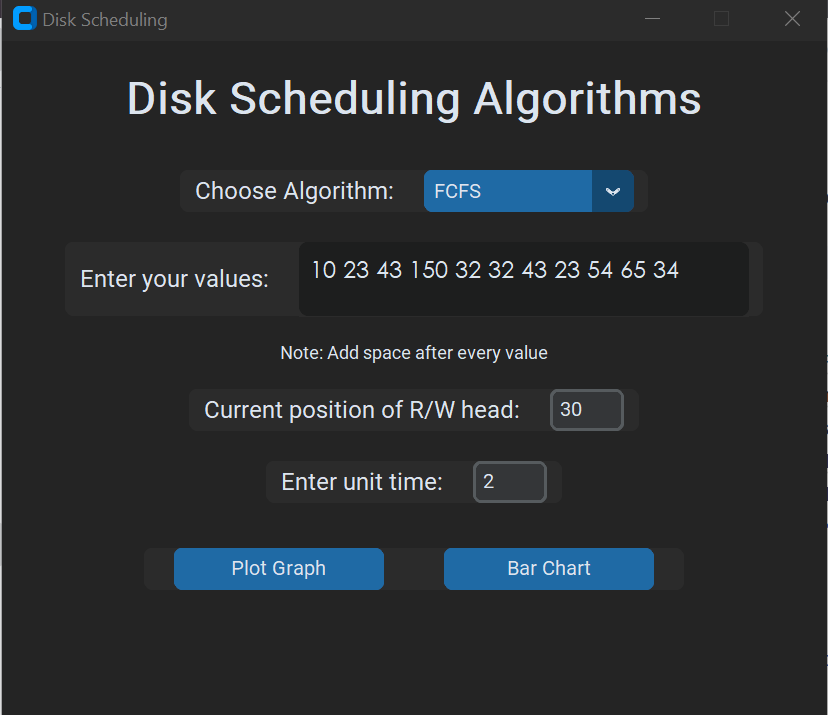 Disk Scheduling
Disk Scheduling Algorithms
Choose Algorithm: FCFS
Enter your values: 10 23 43 150 32 32 43 23 54 65 34
Note: Add space after every value
Current position of R/W head: 30
Enter unit time: 2
Plot Graph Bar Chart